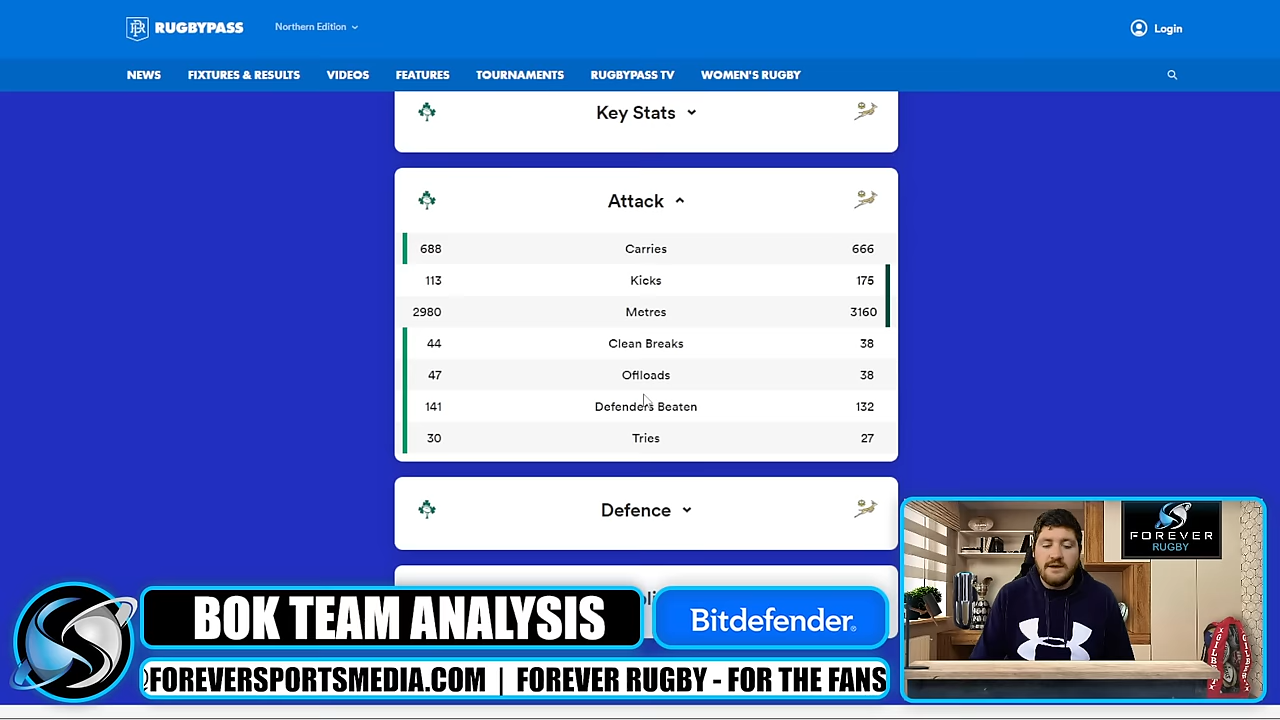 RUGBYPASS
Northern Edition
Login
NEWS FIXTURES & RESULTS VIDEOS FEATURES TOURNAMENTS RUGBYPASS TV WOMEN'S RUGBY
Key Stats
Attack
688 Carries 666
113 Kicks 175
2980 Metres 3160
44 Clean Breaks 38
47 Offloads 38
141 Defenders Beaten 132
30 Tries 27
Defence
FOREVER
RUGBY
BOK TEAM ANALYSIS
Bitdefender
FOREVERSPORTSMEDIA.COM | FOREVER RUGBY - FOR THE FANS